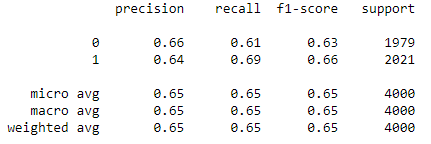 precision recall f1-score support
0 0.66 0.61 0.63 1979
1 0.64 0.69 0.66 2021
micro avg 0.65 0.65 0.65 4000
macro avg 0.65 0.65 0.65 4000
weighted avg 0.65 0.65 0.65 4000